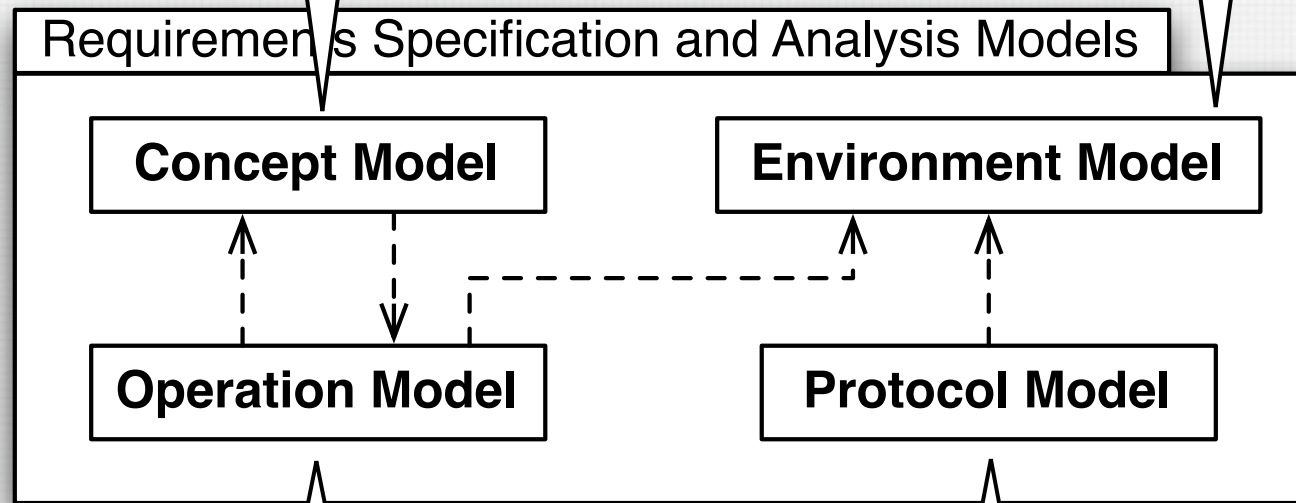 Requirements Specification and Analysis Models
Concept Model
Environment Model
Operation Model
Protocol Model